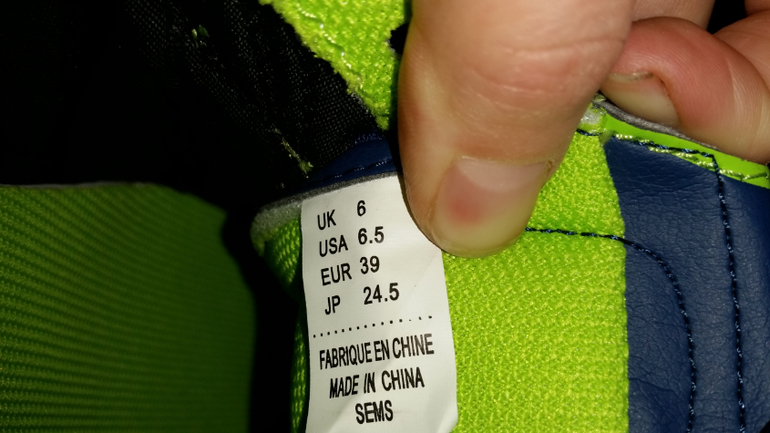 UK 6
USA 6.5
EUR 39
JP 24.5
FABRIQUE EN CHINE
MADE IN CHINA
SEMS